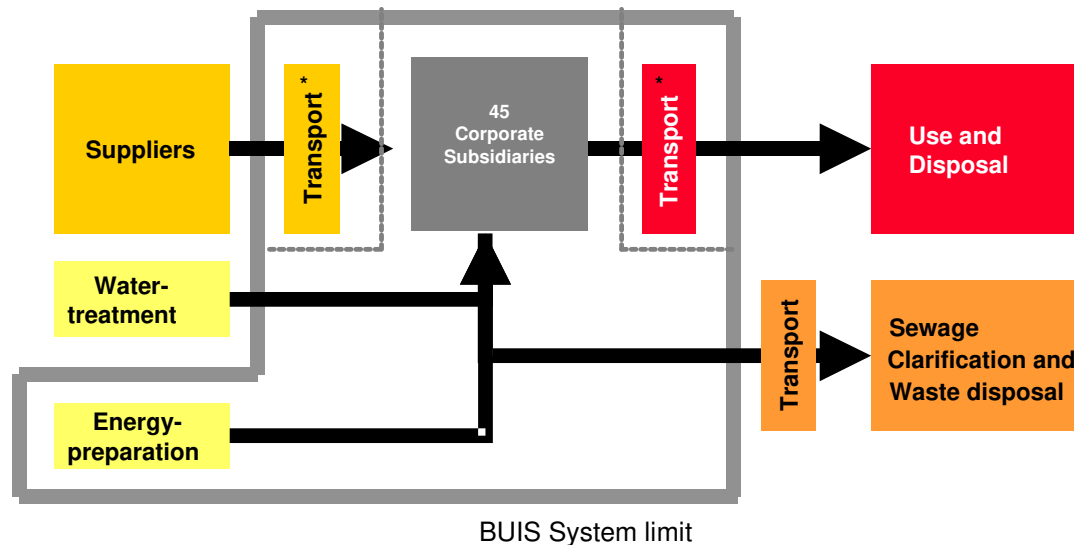 Suppliers
Transport *
45
Corporate
Subsidiaries
Transport *
Use and
Disposal
Water-
treatment
Energy-
preparation
Transport
Sewage
Clarification and
Waste disposal
BUIS System limit